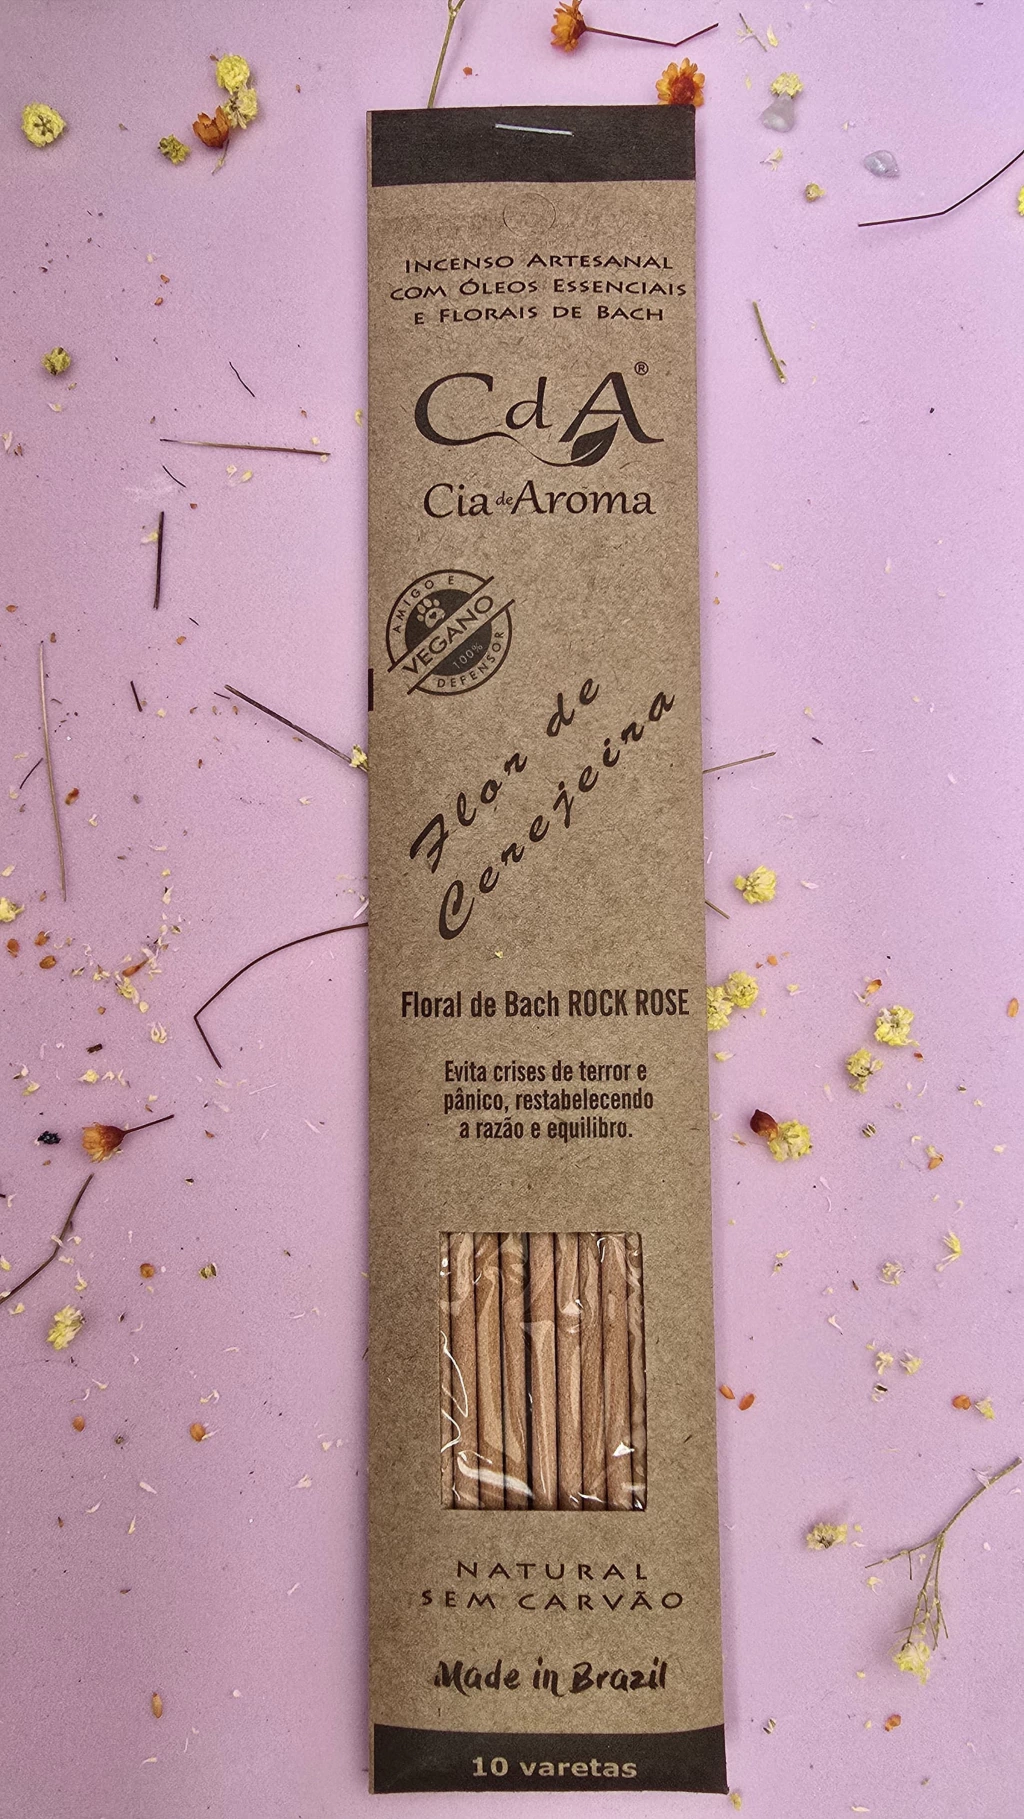 INCENSO ARTESANAL
COM ÓLEOS ESSENCIAIS
E FLORAIS DE BACH
CdA®
Cia de Aroma
AMIGO E
VEGANO
100%
DEFENSOR
Flor de
Cerejeira
Floral de Bach ROCK ROSE
Evita crises de terror e
pânico, restabelecendo
a razão e equilibro.
NATURAL
SEM CARVÃO
Made in Brazil
10 varetas